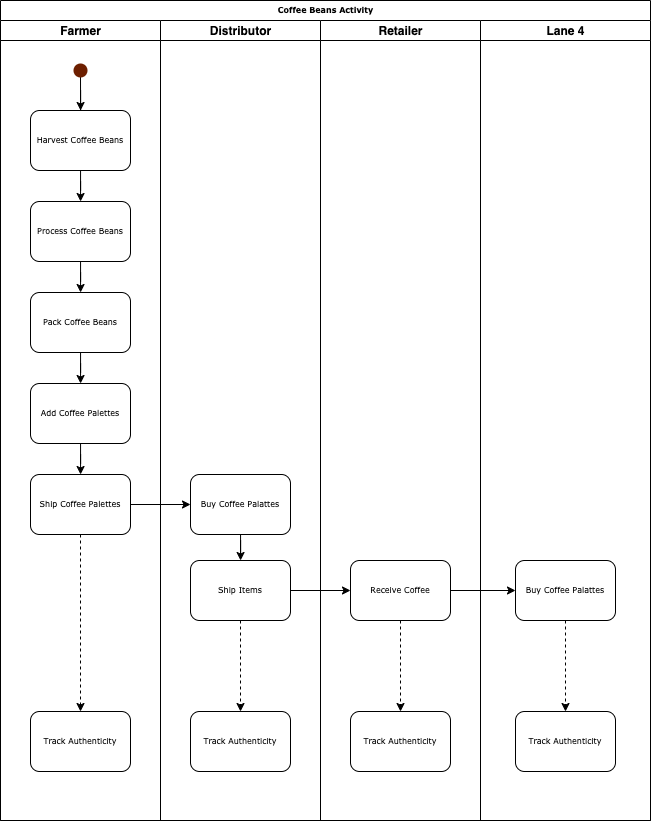 Coffee Beans Activity
Farmer
Distributor
Retailer
Lane 4
Harvest Coffee Beans
Process Coffee Beans
Pack Coffee Beans
Add Coffee Palettes
Ship Coffee Palettes
Buy Coffee Palattes
Ship Items
Receive Coffee
Buy Coffee Palattes
Track Authenticity
Track Authenticity
Track Authenticity
Track Authenticity